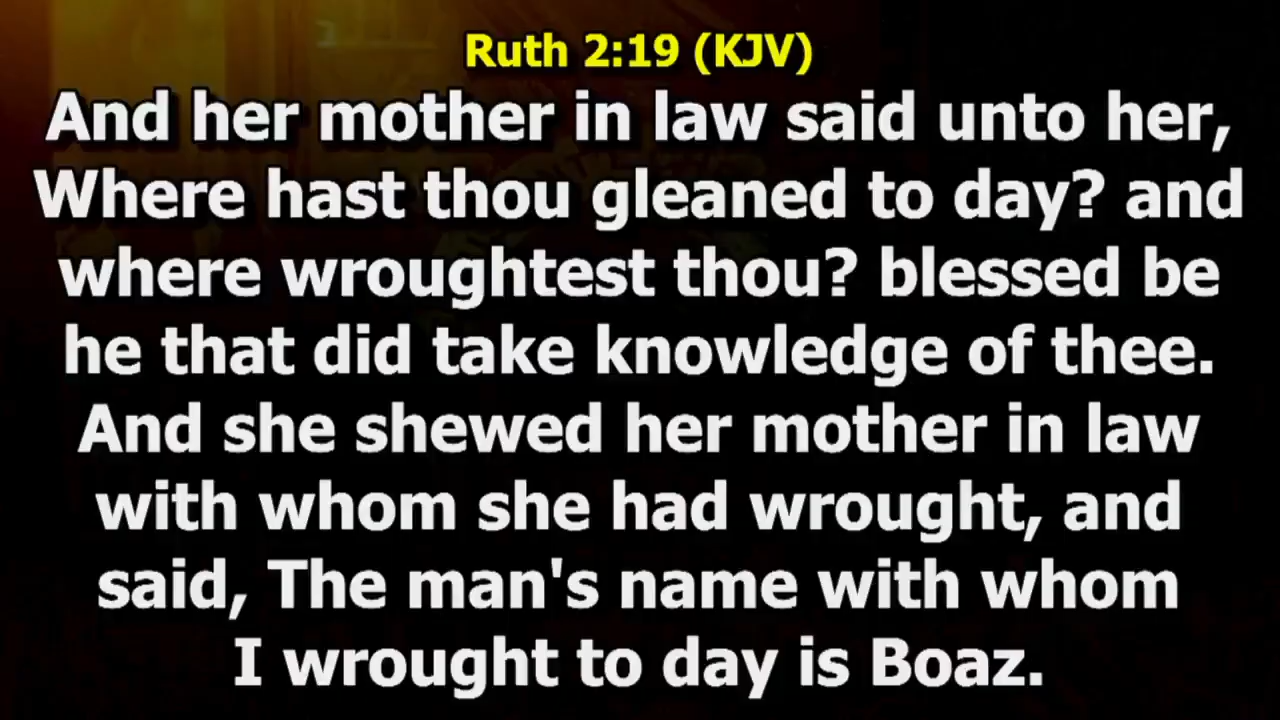 Ruth 2:19 (KJV)
And her mother in law said unto her,
Where hast thou gleaned to day? and
where wroughtest thou? blessed be
he that did take knowledge of thee.
And she shewed her mother in law
with whom she had wrought, and
said, The man's name with whom
I wrought to day is Boaz.